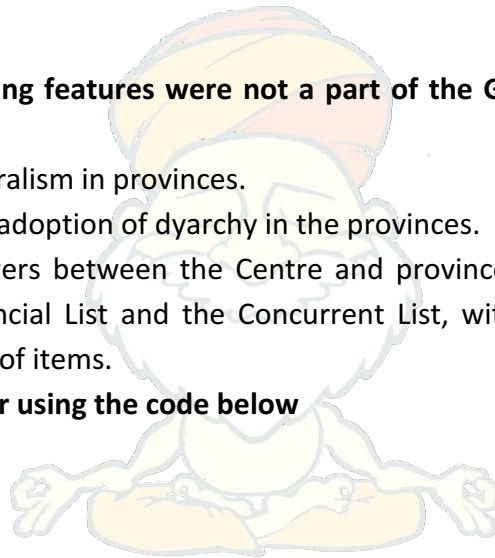 ng features were not a part of the G
ralism in provinces.
adoption of dyarchy in the provinces.
ers between the Centre and province
ncial List and the Concurrent List, wit
of items.
r using the code below